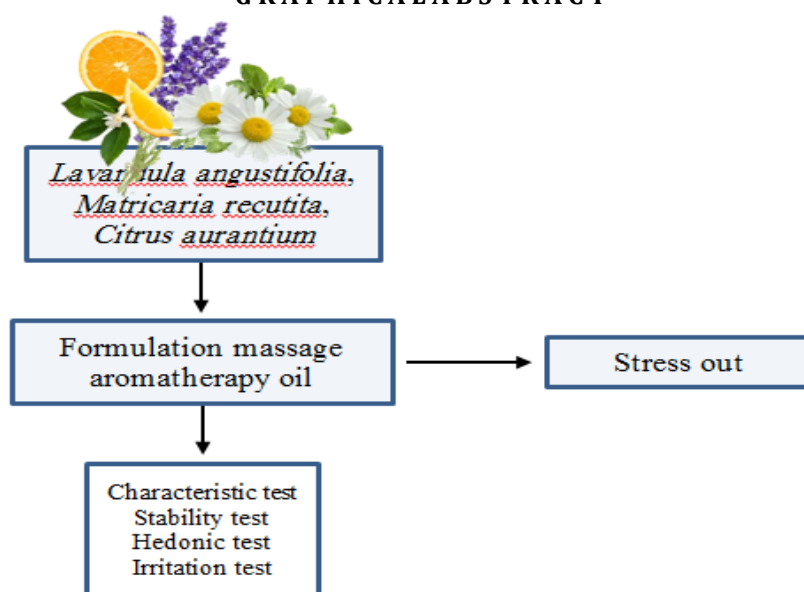 GRAPHICAL ABSTRACT
Lavandula angustifolia,
Matricaria recutita,
Citrus aurantium
Formulation massage
aromatherapy oil
Stress out
Characteristic test
Stability test
Hedonic test
Irritation test